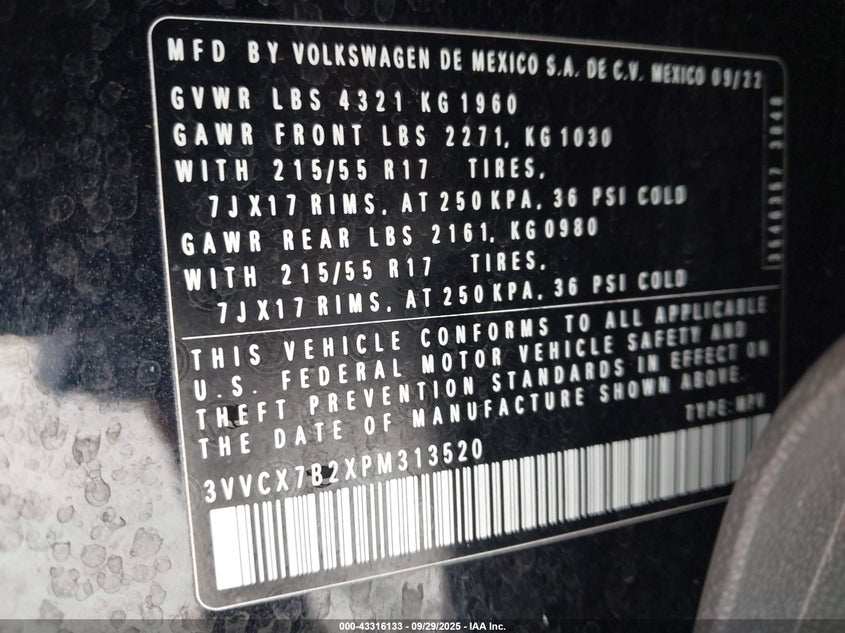 MFD BY VOLKSWAGEN DE MEXICO S.A. DE C.V. MEXICO 09/22
GVWR LBS 4321 KG 1960
GAWR FRONT LBS 2271, KG 1030
WITH 215/55 R17 TIRES,
7JX17 RIMS, AT 250 KPA, 36 PSI COLD
GAWR REAR LBS 2161, KG 0980
WITH 215/55 R17 TIRES,
7JX17 RIMS, AT 250 KPA, 36 PSI COLD
THIS VEHICLE CONFORMS TO ALL APPLICABLE
U.S. FEDERAL MOTOR VEHICLE SAFETY AND
THEFT PREVENTION STANDARDS IN EFFECT ON
THE DATE OF MANUFACTURE SHOWN ABOVE.
TYPE: MPV
3VVCX7B2XPM313520
000-43316133 - 09/29/2025 - IAA Inc.